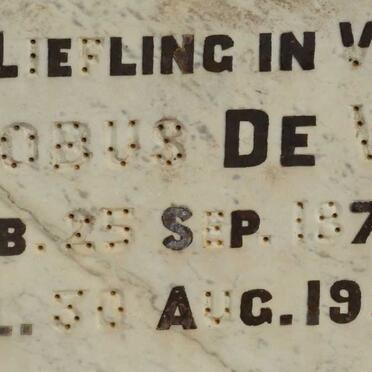 LIEFLING IN
OBUS DE
B. 25 SEP. 187
L. 30 AUG. 19